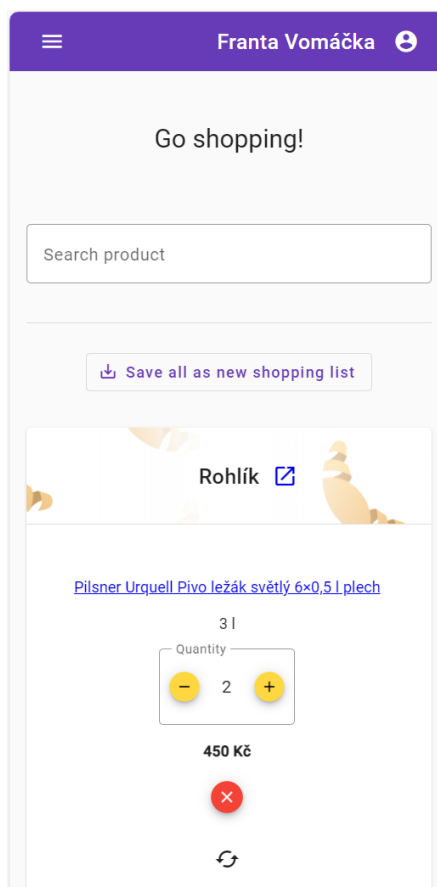 Franta Vomáčka
Go shopping!
Search product
Save all as new shopping list
Rohlík
Pilsner Urquell Pivo ležák světlý 6×0,5 l plech
3 l
Quantity
2
450 Kč